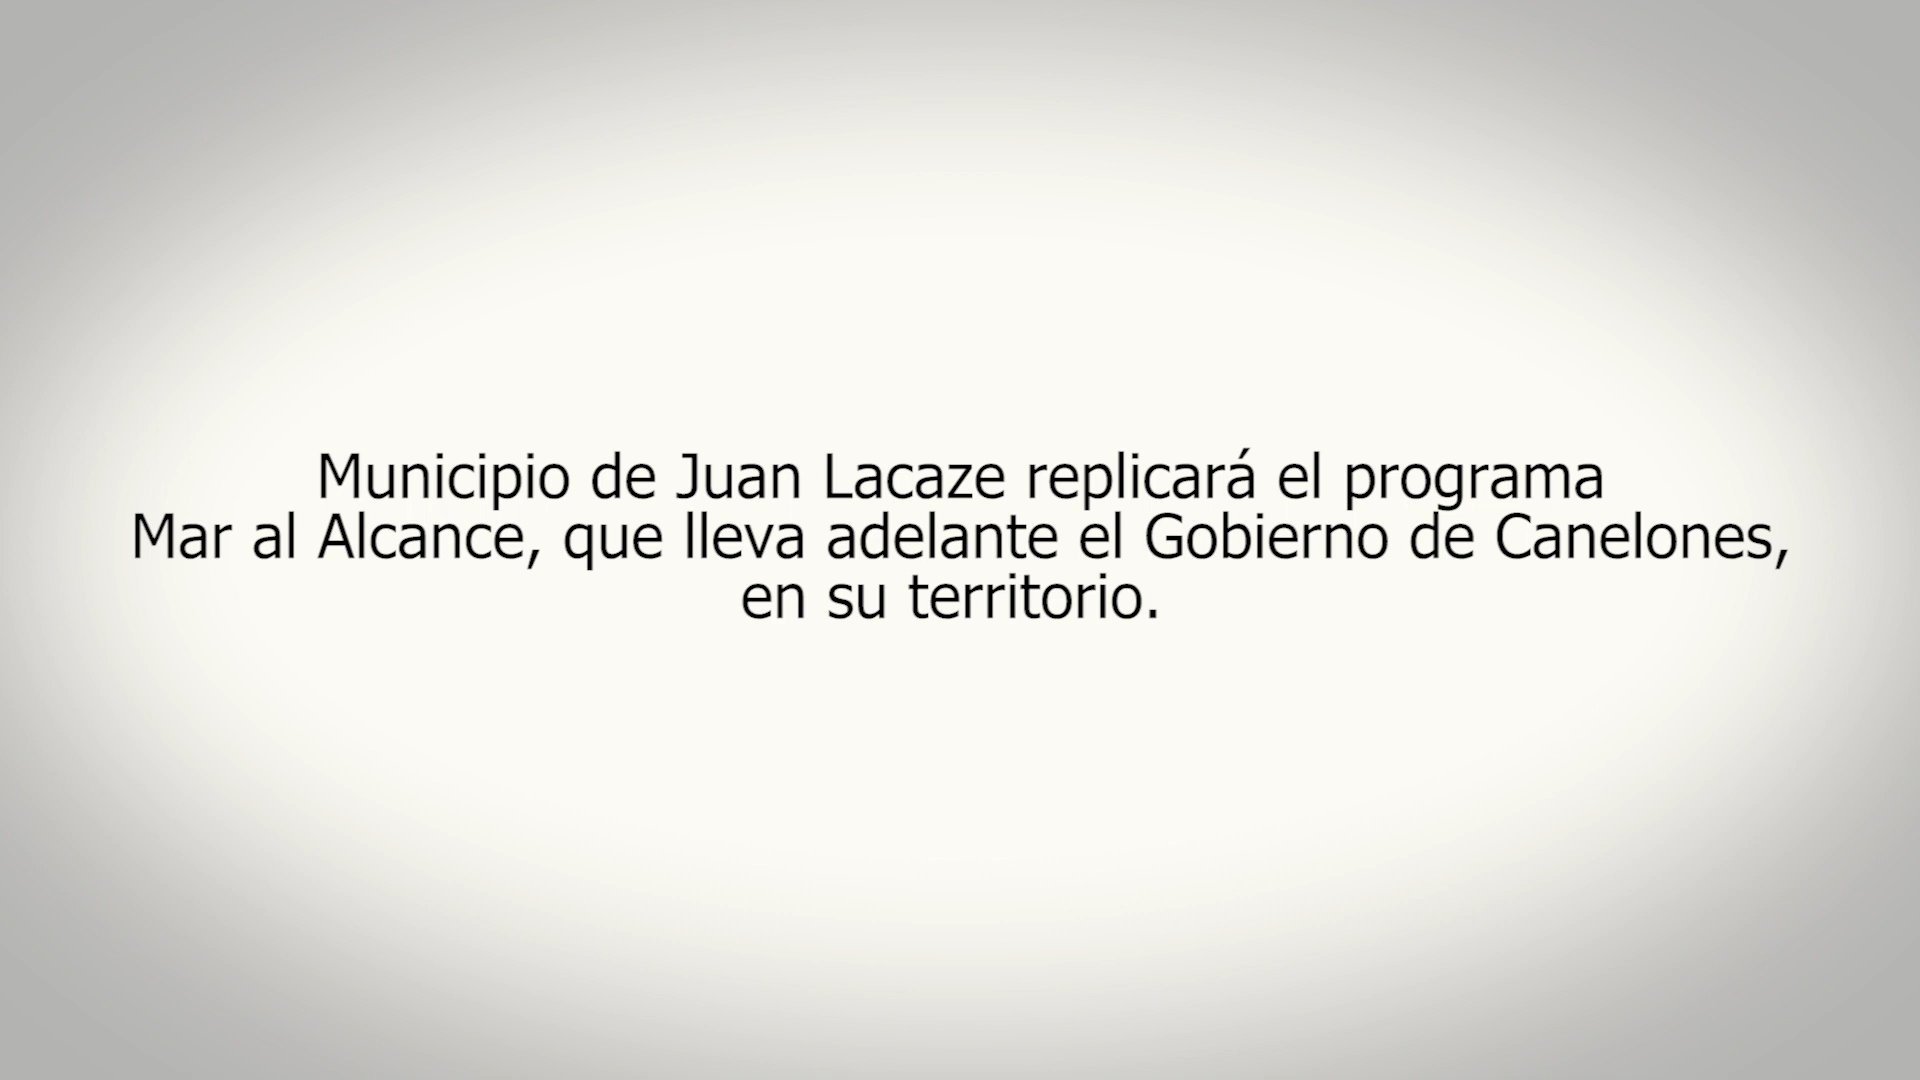 Municipio de Juan Lacaze replicará el programa
Mar al Alcance, que lleva adelante el Gobierno de Canelones,
en su territorio.